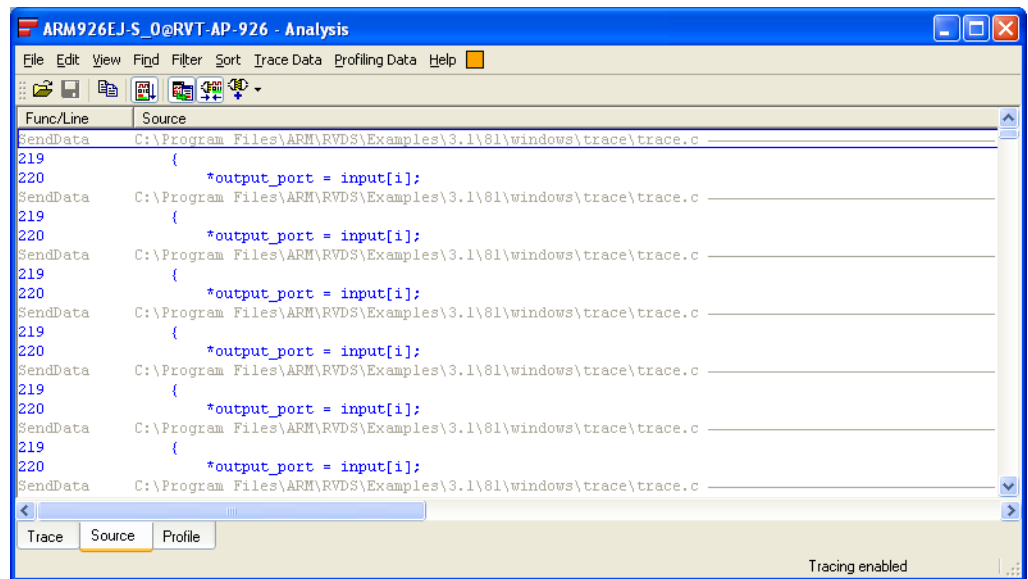 ARM926EJ-S_0@RVT-AP-926 - Analysis
File Edit View Find Filter Sort Trace Data Profiling Data Help
Func/Line Source
SendData C:\Program Files\ARM\RVDS\Examples\3.1\81\windows\trace\trace.c
219 {
220 *output_port = input[i];
SendData C:\Program Files\ARM\RVDS\Examples\3.1\81\windows\trace\trace.c
219 {
220 *output_port = input[i];
SendData C:\Program Files\ARM\RVDS\Examples\3.1\81\windows\trace\trace.c
219 {
220 *output_port = input[i];
SendData C:\Program Files\ARM\RVDS\Examples\3.1\81\windows\trace\trace.c
219 {
220 *output_port = input[i];
SendData C:\Program Files\ARM\RVDS\Examples\3.1\81\windows\trace\trace.c
219 {
220 *output_port = input[i];
SendData C:\Program Files\ARM\RVDS\Examples\3.1\81\windows\trace\trace.c
219 {
220 *output_port = input[i];
SendData C:\Program Files\ARM\RVDS\Examples\3.1\81\windows\trace\trace.c
Trace Source Profile
Tracing enabled